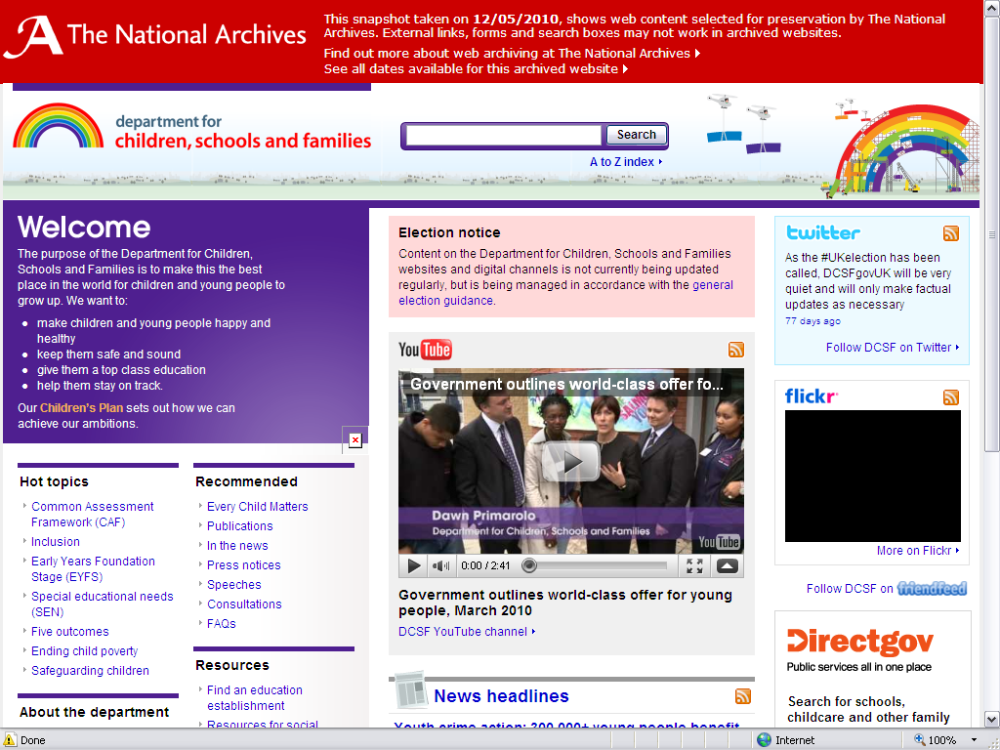 The National Archives
This snapshot taken on 12/05/2010, shows web content selected for preservation by The National
Archives. External links, forms and search boxes may not work in archived websites.
Find out more about web archiving at The National Archives
See all dates available for this archived website
department for
children, schools and families
Search
A to Z index
Welcome
The purpose of the Department for Children,
Schools and Families is to make this the best
place in the world for children and young people to
grow up. We want to:
make children and young people happy and
healthy
keep them safe and sound
give them a top class education
help them stay on track.
Our Children's Plan sets out how we can
achieve our ambitions.
Hot topics
Common Assessment
Framework (CAF)
Inclusion
Early Years Foundation
Stage (EYFS)
Special educational needs
(SEN)
Five outcomes
Ending child poverty
Safeguarding children
About the department
Recommended
Every Child Matters
Publications
In the news
Press notices
Speeches
Consultations
FAQs
Resources
Find an education
establishment
Resources for social
Election notice
Content on the Department for Children, Schools and Families
websites and digital channels is not currently being updated
regularly, but is being managed in accordance with the general
election guidance.
YouTube
Government outlines world-class offer fo...
Dawn Primarolo
Department for Children, Schools and Families
YouTube
0:00 / 2:41
Government outlines world-class offer for young
people, March 2010
DCSF YouTube channel
News headlines
Youth crime action: 300,000+ young people benefit
twitter
As the #UKelection has been
called, DCSFgovUK will be very
quiet and will only make factual
updates as necessary
77 days ago
Follow DCSF on Twitter
flickr
More on Flickr
Follow DCSF on friendfeed
Directgov
Public services all in one place
Search for schools,
childcare and other family
Done
Internet
100%